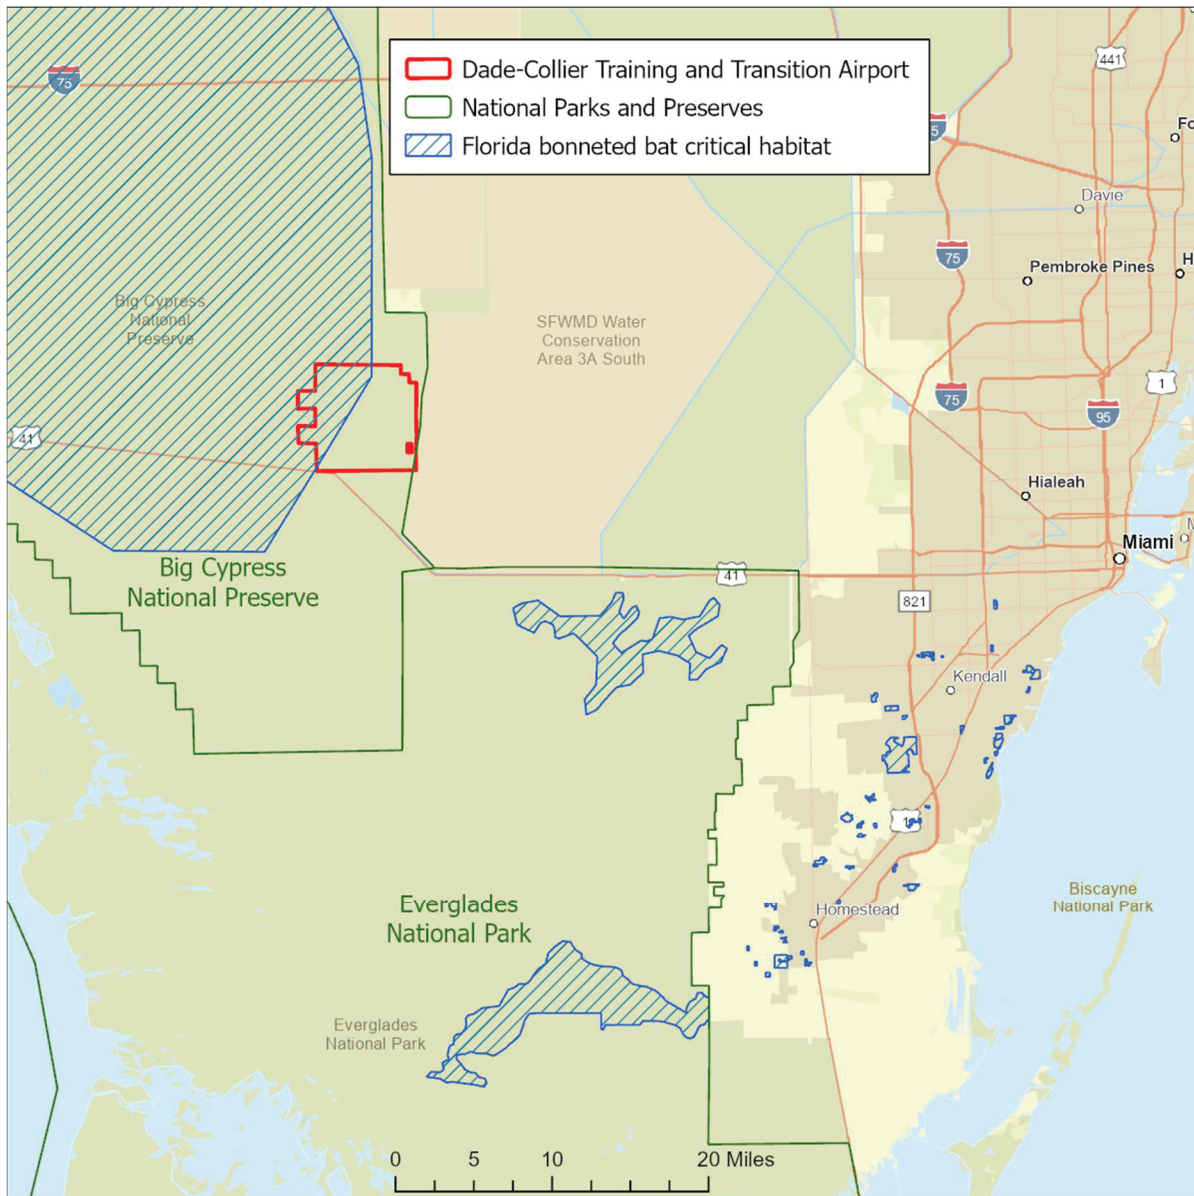 Dade-Collier Training and Transition Airport
National Parks and Preserves
Florida bonneted bat critical habitat
75
441
5
Fo
Davie
75
Pembroke Pines
H
Big Cypress
National
Preserve
SFWMD Water
Conservation
Area 3A South
1
75
95
41
Hialeah
Miami
M
Big Cypress
National Preserve
41
821
Kendall
1
Biscayne
National Park
Everglades
National Park
Homestead
Everglades
National Park
0
5
10
20 Miles